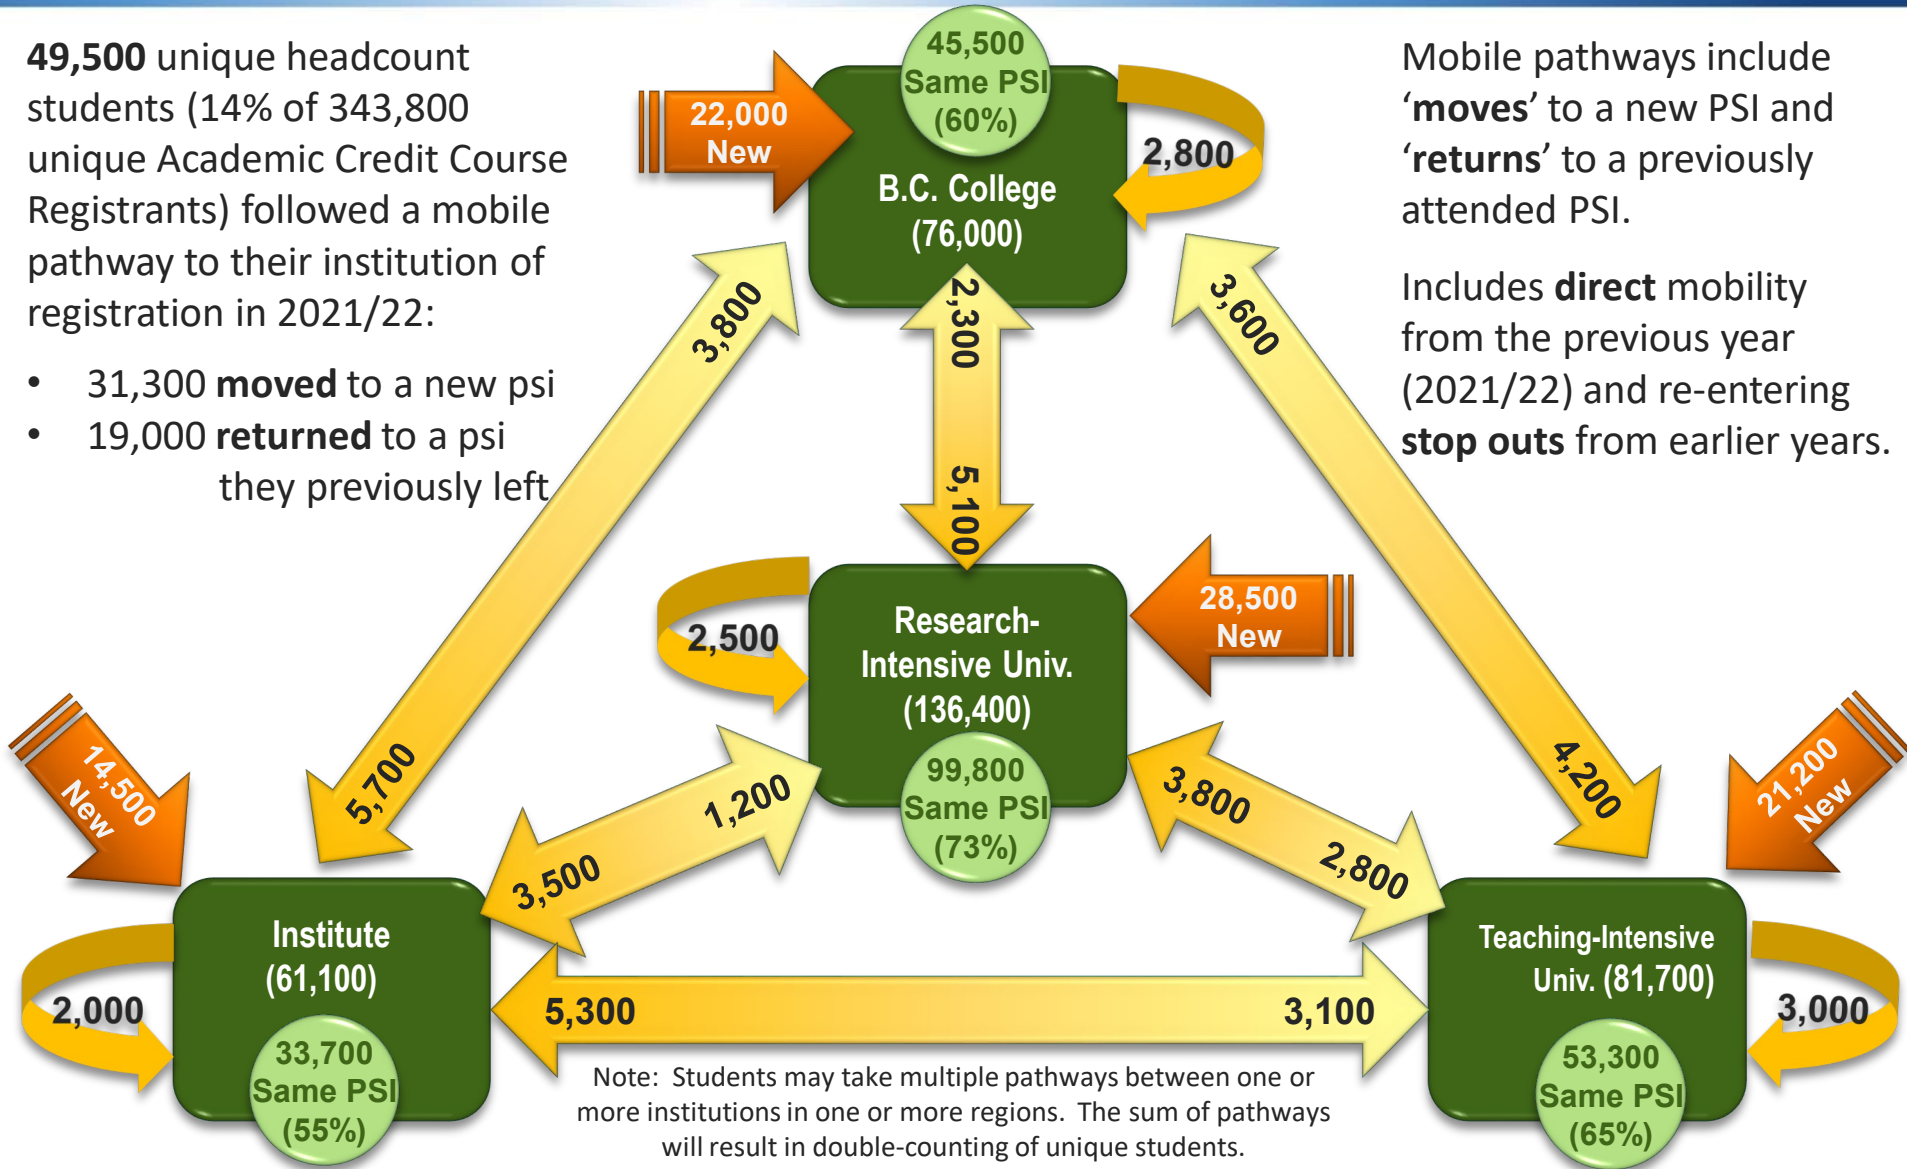 49,500 unique headcount
students (14% of 343,800
unique Academic Credit Course
Registrants) followed a mobile
pathway to their institution of
registration in 2021/22:
• 31,300 moved to a new psi
• 19,000 returned to a psi
they previously left
Mobile pathways include
‘moves’ to a new PSI and
‘returns’ to a previously
attended PSI.
Includes direct mobility
from the previous year
(2021/22) and re-entering
stop outs from earlier years.
45,500
Same PSI
(60%)
22,000
New
B.C. College
(76,000)
2,800
3,800
2,300
3,600
5,700
5,100
4,200
2,500
Research-
Intensive Univ.
(136,400)
28,500
New
99,800
Same PSI
(73%)
14,500
New
3,500
1,200
3,800
2,800
21,200
New
Institute
(61,100)
2,000
33,700
Same PSI
(55%)
5,300
3,100
Teaching-Intensive
Univ. (81,700)
3,000
53,300
Same PSI
(65%)
Note: Students may take multiple pathways between one or
more institutions in one or more regions. The sum of pathways
will result in double-counting of unique students.